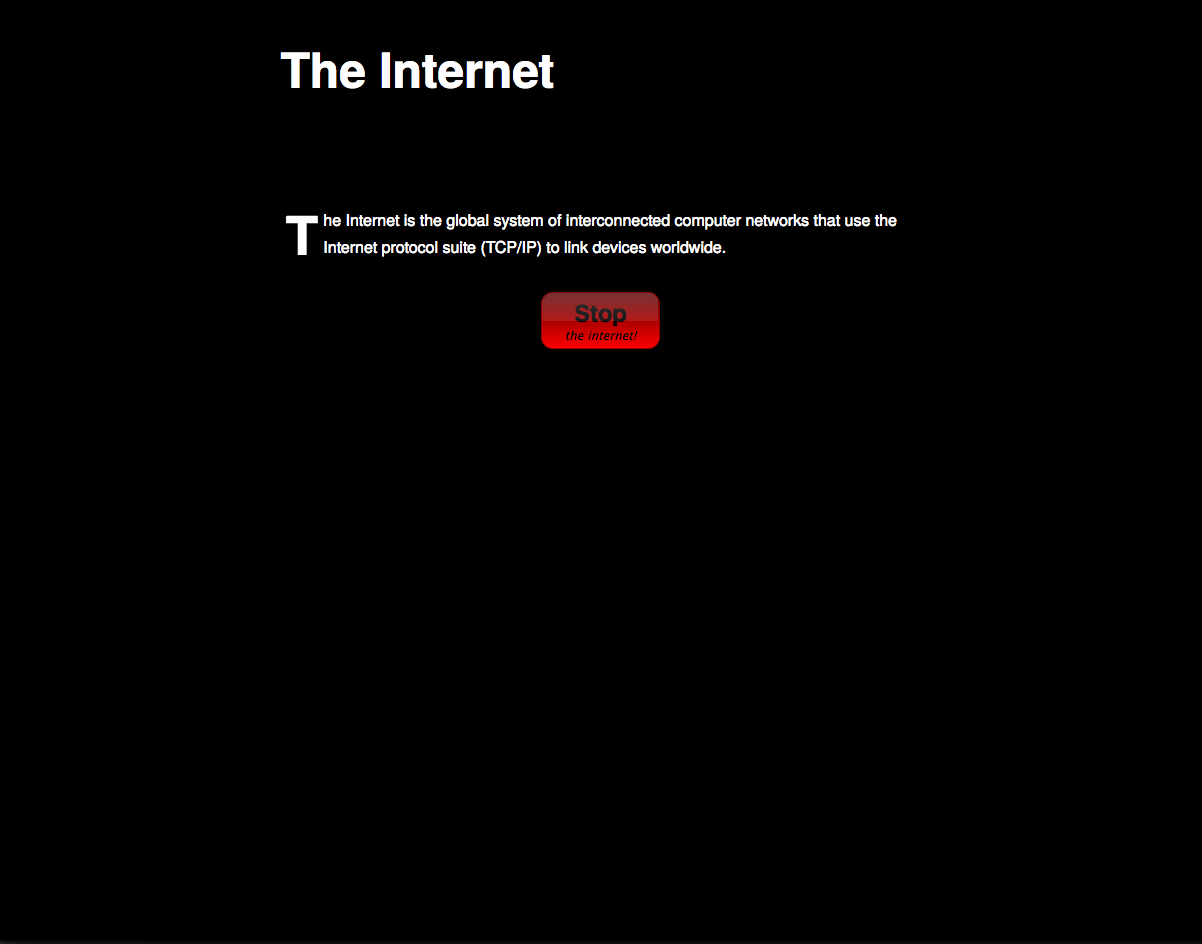 The Internet
The Internet is the global system of interconnected computer networks that use the
Internet protocol suite (TCP/IP) to link devices worldwide.
Stop
the internet!